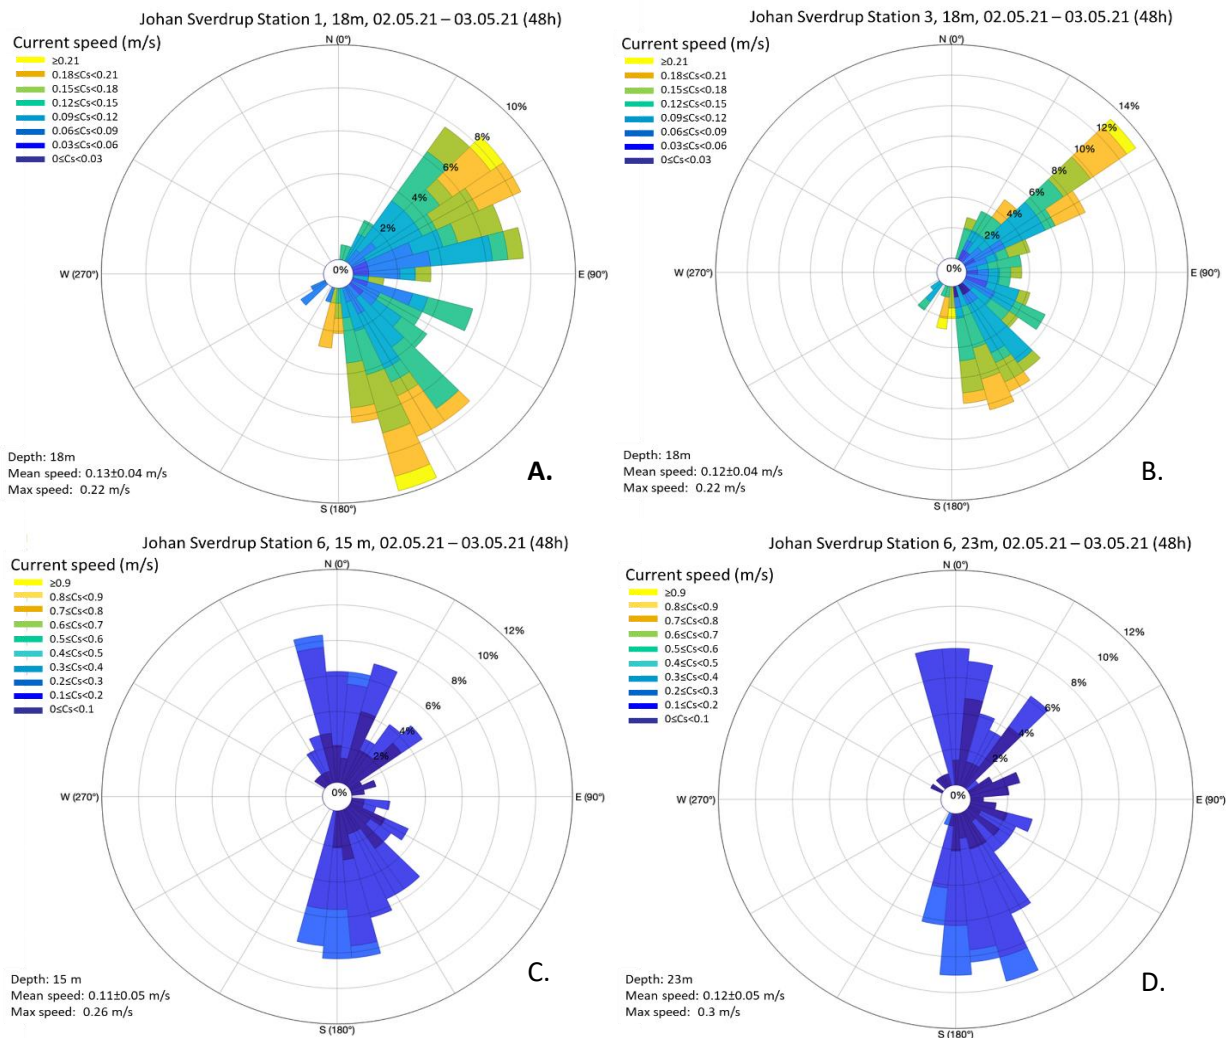 Johan Sverdrup Station 1, 18m, 02.05.21 – 03.05.21 (48h)
Current speed (m/s)
≥0.21
0.18≤Cs<0.21
0.15≤Cs<0.18
0.12≤Cs<0.15
0.09≤Cs<0.12
0.06≤Cs<0.09
0.03≤Cs<0.06
0≤Cs<0.03
N (0°)
10%
8%
6%
4%
2%
0%
W (270°)
E (90°)
S (180°)
Depth: 18m
Mean speed: 0.13±0.04 m/s
Max speed: 0.22 m/s
A.
Johan Sverdrup Station 3, 18m, 02.05.21 – 03.05.21 (48h)
Current speed (m/s)
≥0.21
0.18≤Cs<0.21
0.15≤Cs<0.18
0.12≤Cs<0.15
0.09≤Cs<0.12
0.06≤Cs<0.09
0.03≤Cs<0.06
0≤Cs<0.03
N (0°)
14%
12%
10%
8%
6%
4%
2%
0%
W (270°)
E (90°)
S (180°)
Depth: 18m
Mean speed: 0.12±0.04 m/s
Max speed: 0.22 m/s
B.
Johan Sverdrup Station 6, 15 m, 02.05.21 – 03.05.21 (48h)
Current speed (m/s)
≥0.9
0.8≤Cs<0.9
0.7≤Cs<0.8
0.6≤Cs<0.7
0.5≤Cs<0.6
0.4≤Cs<0.5
0.3≤Cs<0.4
0.2≤Cs<0.3
0.1≤Cs<0.2
0≤Cs<0.1
N (0°)
12%
10%
8%
6%
4%
2%
0%
W (270°)
E (90°)
S (180°)
Depth: 15 m
Mean speed: 0.11±0.05 m/s
Max speed: 0.26 m/s
C.
Johan Sverdrup Station 6, 23m, 02.05.21 – 03.05.21 (48h)
Current speed (m/s)
≥0.9
0.8≤Cs<0.9
0.7≤Cs<0.8
0.6≤Cs<0.7
0.5≤Cs<0.6
0.4≤Cs<0.5
0.3≤Cs<0.4
0.2≤Cs<0.3
0.1≤Cs<0.2
0≤Cs<0.1
N (0°)
12%
10%
8%
6%
4%
2%
0%
W (270°)
E (90°)
S (180°)
Depth: 23m
Mean speed: 0.12±0.05 m/s
Max speed: 0.3 m/s
D.